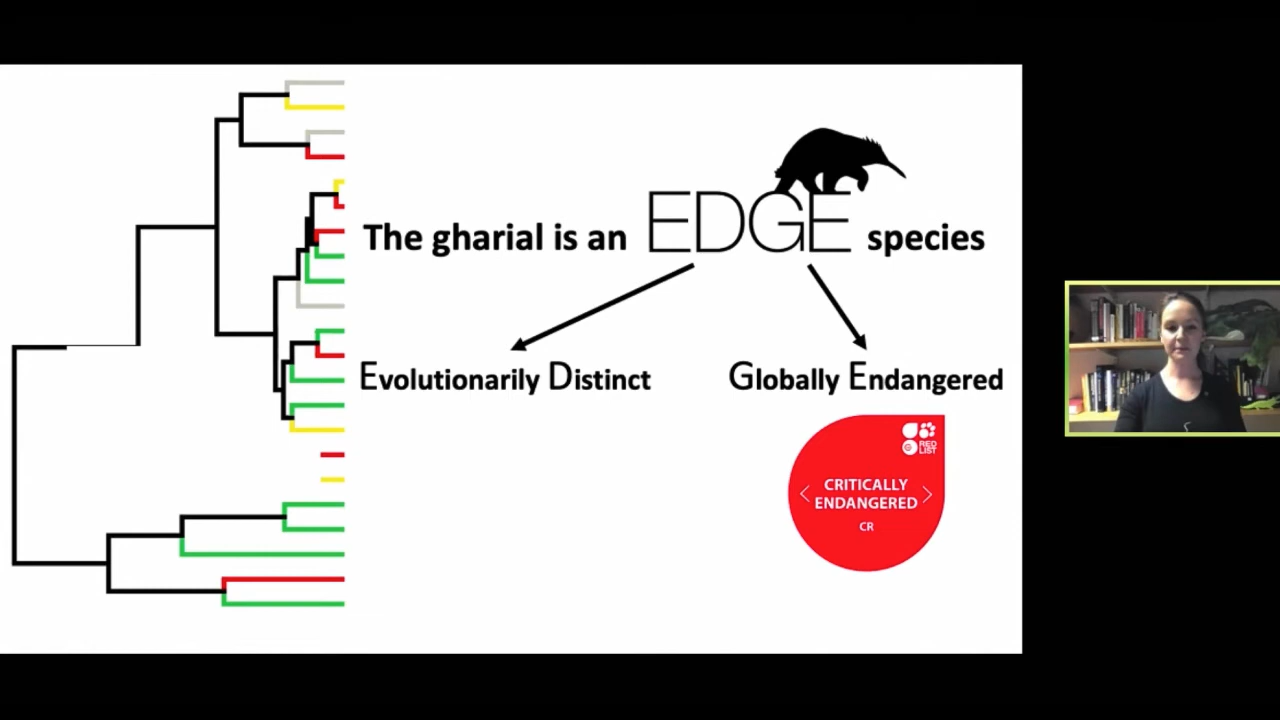 The gharial is an EDGE species
Evolutionarily Distinct
Globally Endangered
RED
LIST
CRITICALLY
ENDANGERED
CR